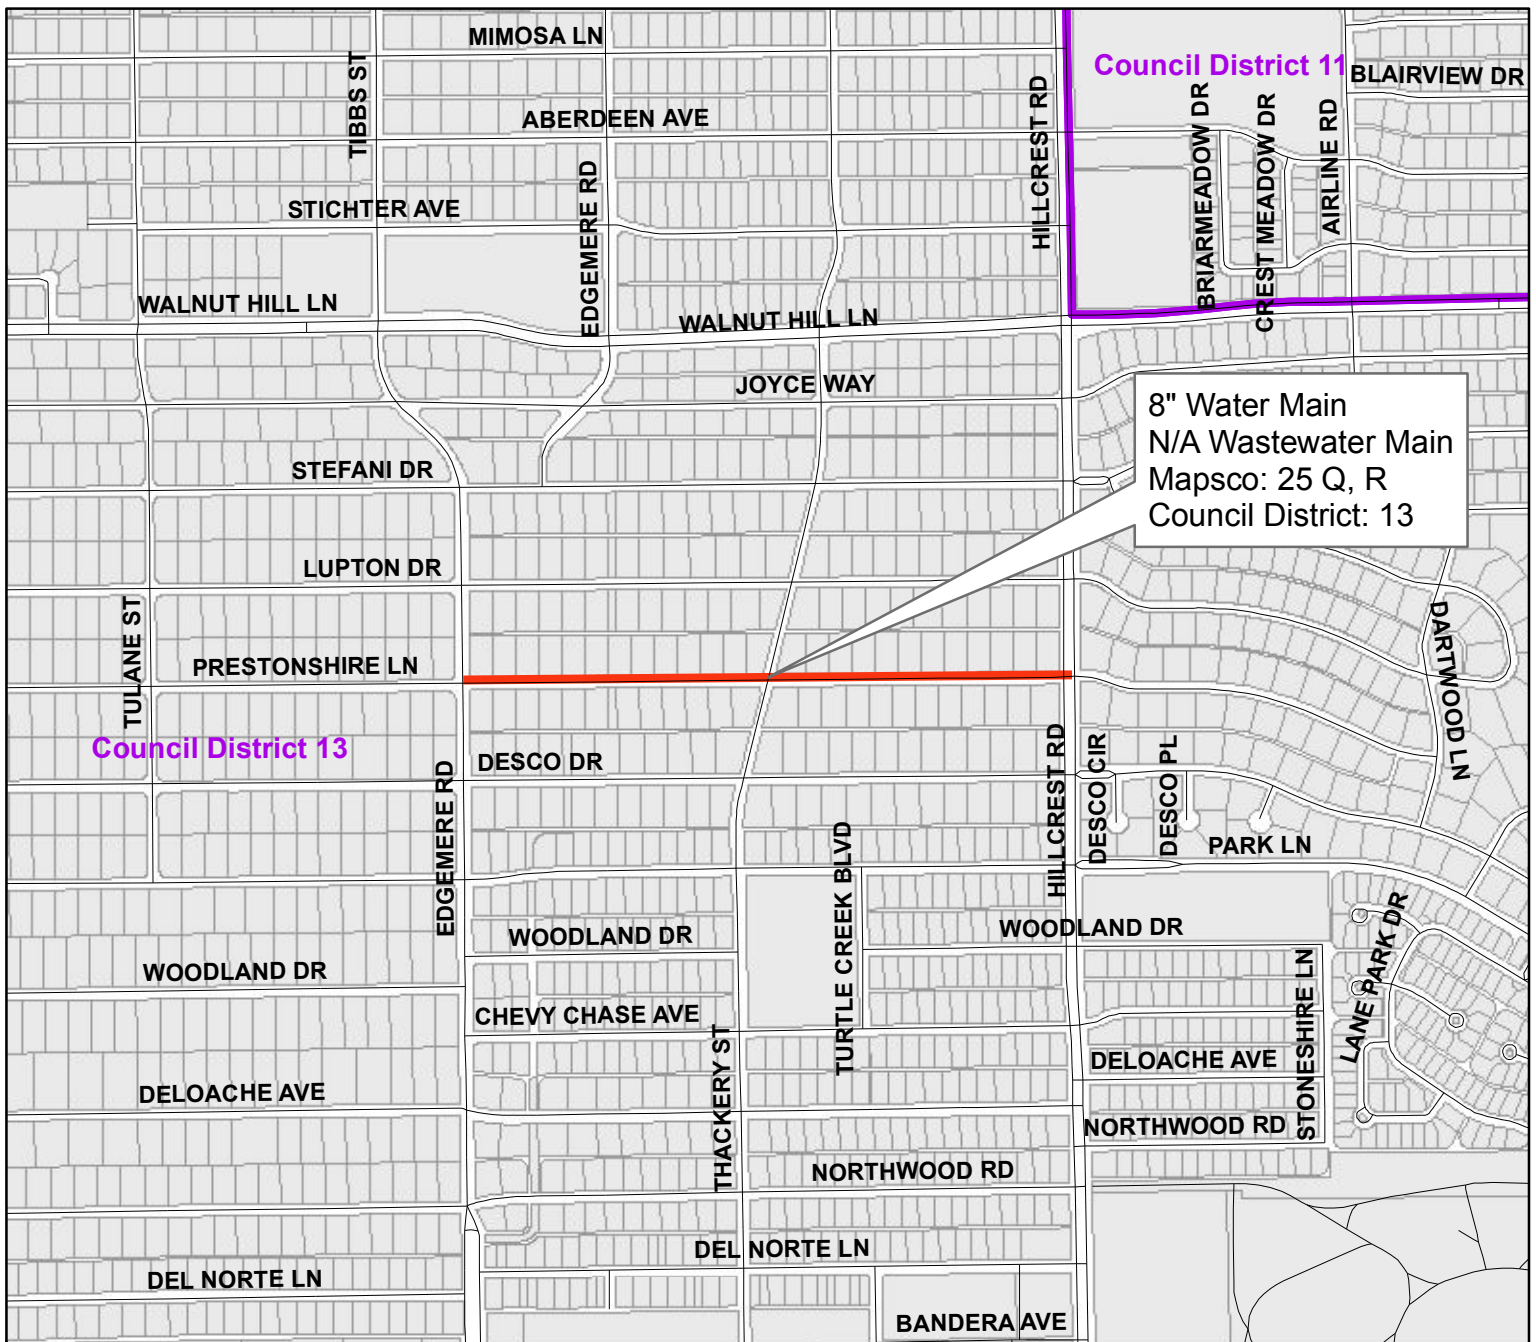 MIMOSA LN
TIBBS ST
Council District 11
BLAIRVIEW DR
ABERDEEN AVE
HILLCREST RD
BRIARMEADOW DR
CREST MEADOW DR
AIRLINE RD
EDGEMERE RD
STICHTER AVE
WALNUT HILL LN
WALNUT HILL LN
JOYCE WAY
8" Water Main
N/A Wastewater Main
Mapsco: 25 Q, R
Council District: 13
STEFANI DR
LUPTON DR
TULANE ST
PRESTONSHIRE LN
DARTWOOD LN
Council District 13
DESCO DR
EDGEMERE RD
HILLCREST RD
DESCO CIR
DESCO PL
PARK LN
TURTLE CREEK BLVD
WOODLAND DR
WOODLAND DR
WOODLAND DR
LANE PARK DR
STONESHIRE LN
CHEVY CHASE AVE
THACKERY ST
DELOACHE AVE
DELOACHE AVE
NORTHWOOD RD
NORTHWOOD RD
DEL NORTE LN
DEL NORTE LN
BANDERA AVE